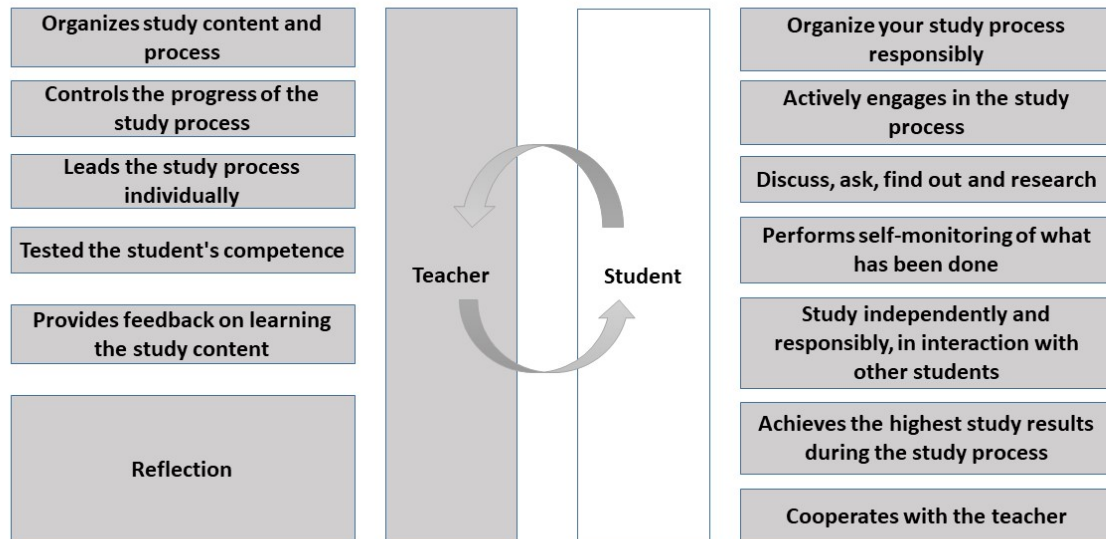 Organizes study content and
process
Controls the progress of the
study process
Leads the study process
individually
Tested the student's competence
Provides feedback on learning
the study content
Reflection
Teacher
Student
Organize your study process
responsibly
Actively engages in the study
process
Discuss, ask, find out and research
Performs self-monitoring of what
has been done
Study independently and
responsibly, in interaction with
other students
Achieves the highest study results
during the study process
Cooperates with the teacher